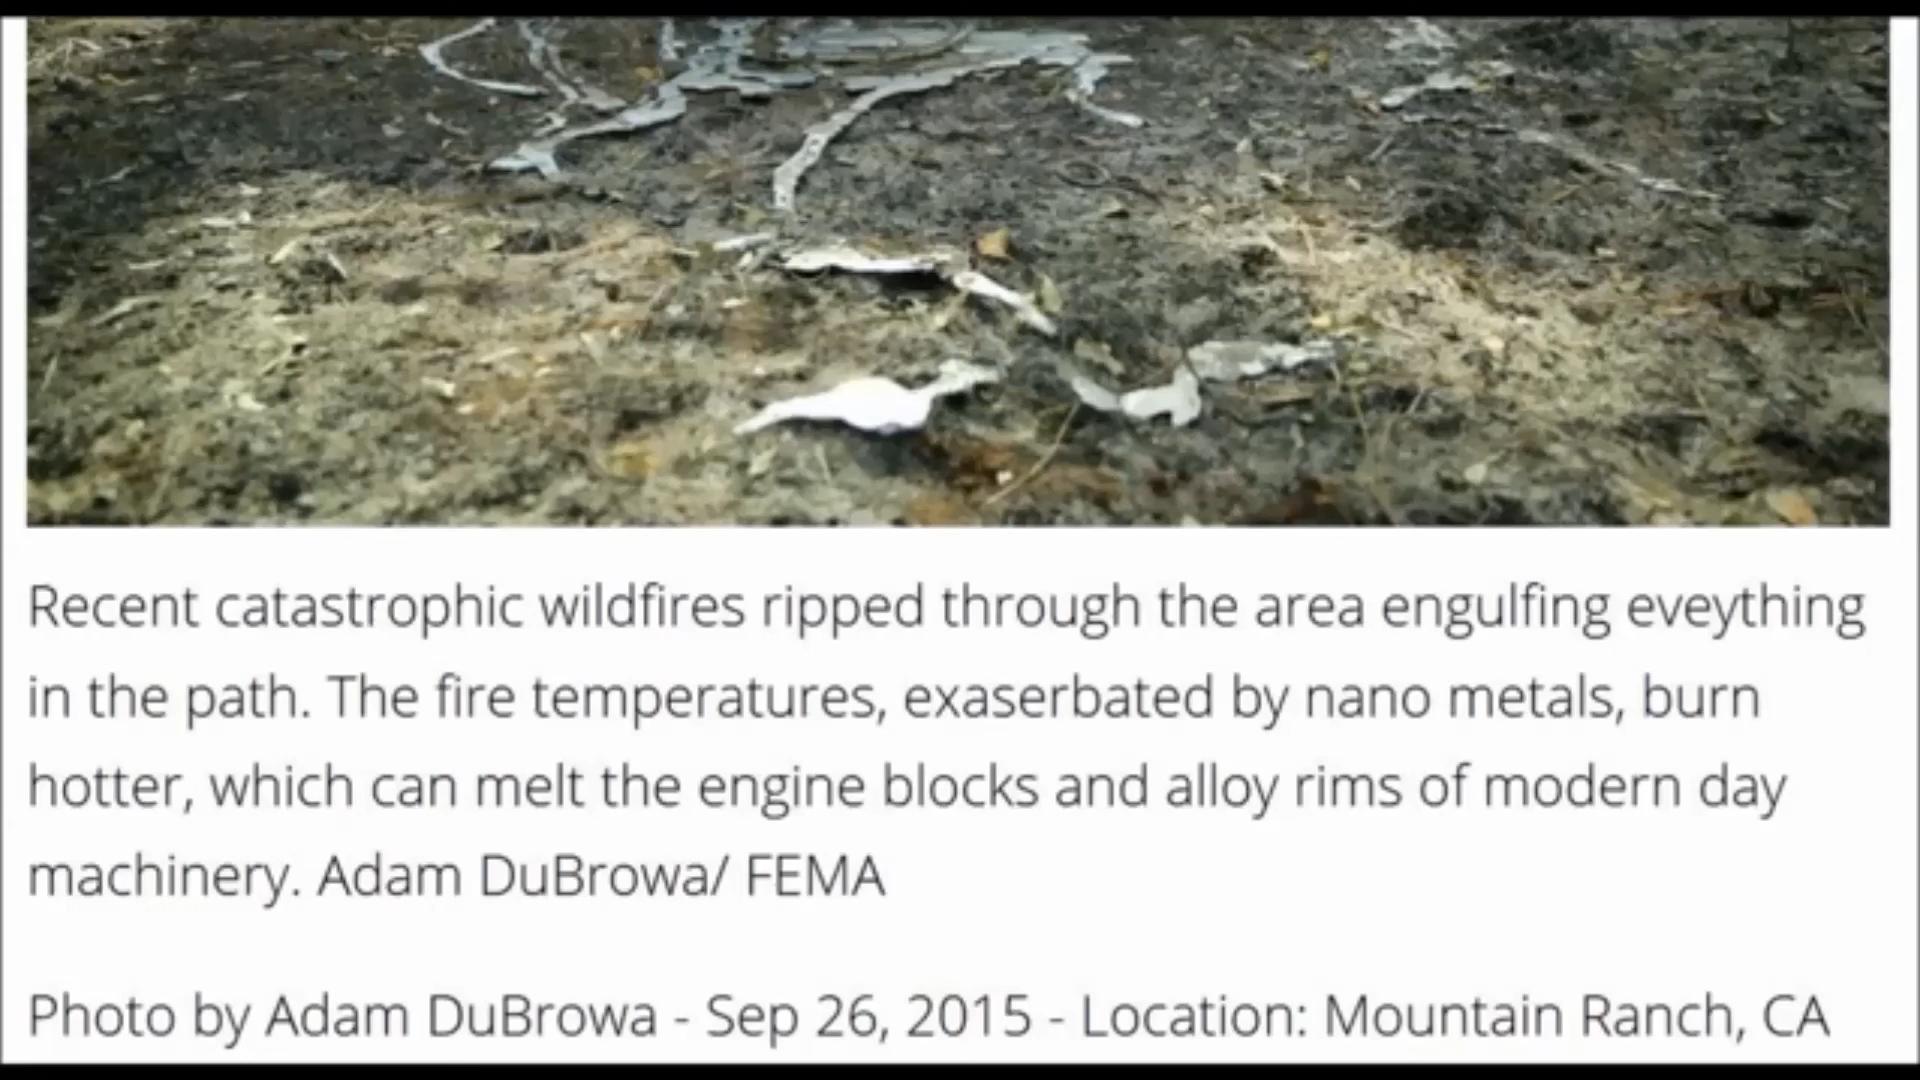 Recent catastrophic wildfires ripped through the area engulfing eveything
in the path. The fire temperatures, exaserbated by nano metals, burn
hotter, which can melt the engine blocks and alloy rims of modern day
machinery. Adam DuBrowa/ FEMA
Photo by Adam DuBrowa - Sep 26, 2015 - Location: Mountain Ranch, CA